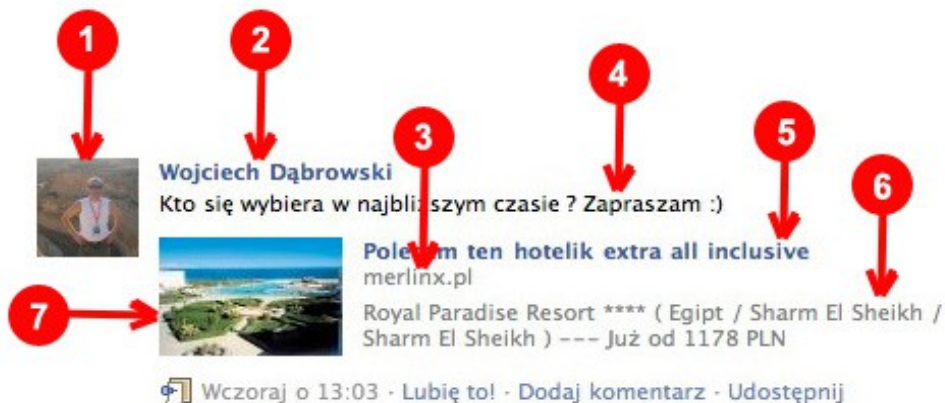 1
2
4
3
5
6
Wojciech Dąbrowski
Kto się wybiera w najbliższym czasie ? Zapraszam :)
Polecam ten hotelik extra all inclusive
merlinx.pl
7
Royal Paradise Resort **** ( Egipt / Sharm El Sheikh /
Sharm El Sheikh ) --- Już od 1178 PLN
Wczoraj o 13:03 · Lubię to! · Dodaj komentarz · Udostępnij